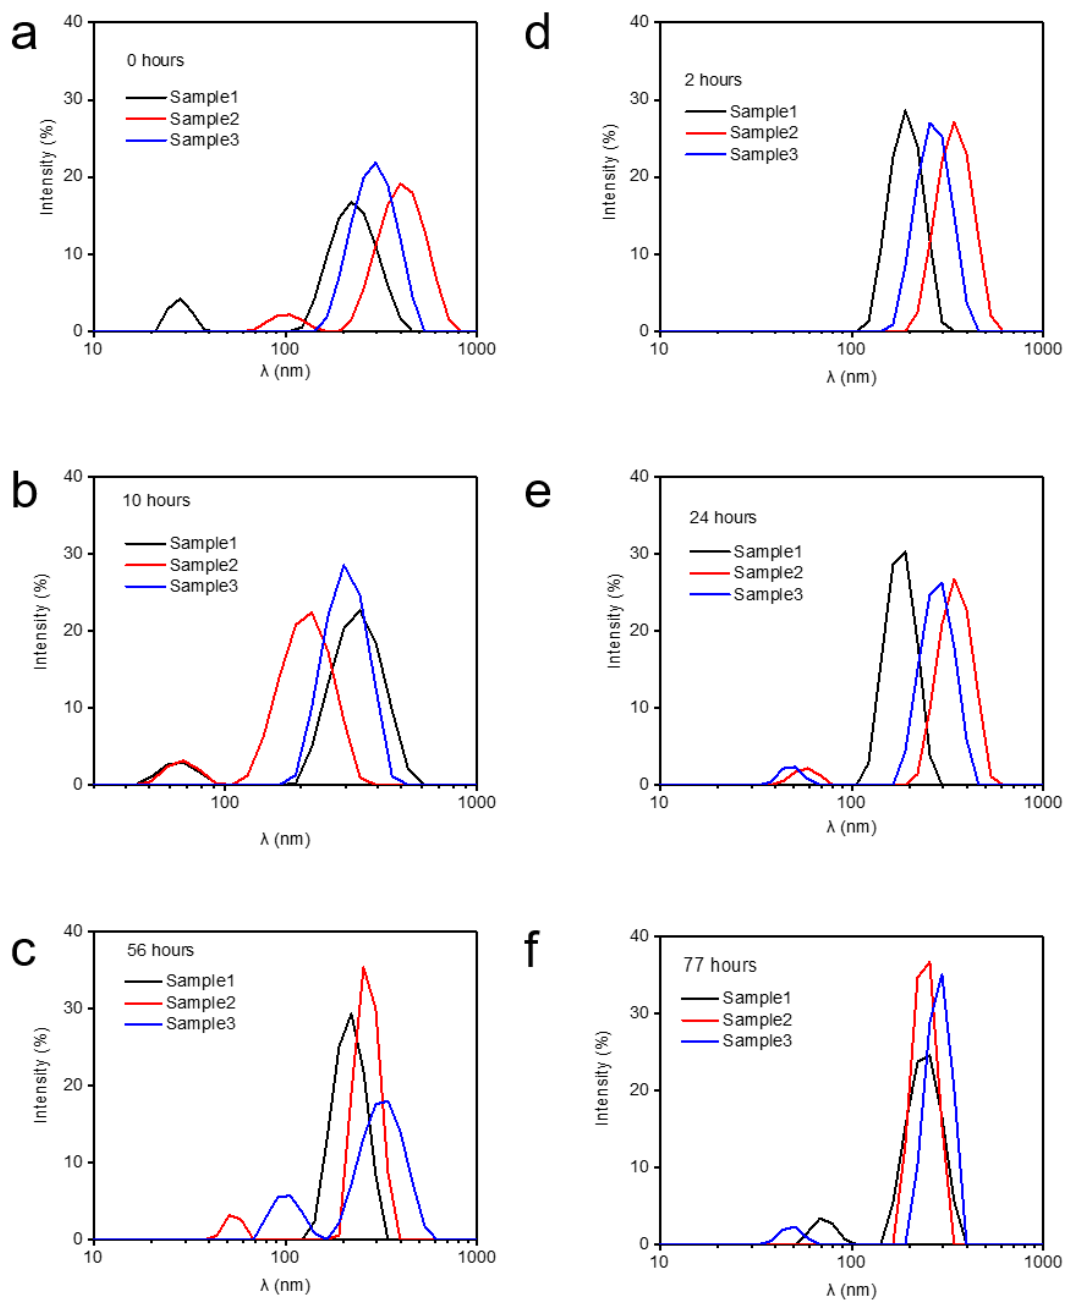 a
40
30
20
10
0
Intensity (%)
0 hours
Sample1
Sample2
Sample3
10
100
1000
λ (nm)
d
40
30
20
10
0
Intensity (%)
2 hours
Sample1
Sample2
Sample3
10
100
1000
λ (nm)
b
40
30
20
10
0
Intensity (%)
10 hours
Sample1
Sample2
Sample3
100
1000
λ (nm)
e
40
30
20
10
0
Intensity (%)
24 hours
Sample1
Sample2
Sample3
10
100
1000
λ (nm)
c
40
30
20
10
0
Intensity (%)
56 hours
Sample1
Sample2
Sample3
10
100
1000
λ (nm)
f
40
30
20
10
0
Intensity (%)
77 hours
Sample1
Sample2
Sample3
10
100
1000
λ (nm)